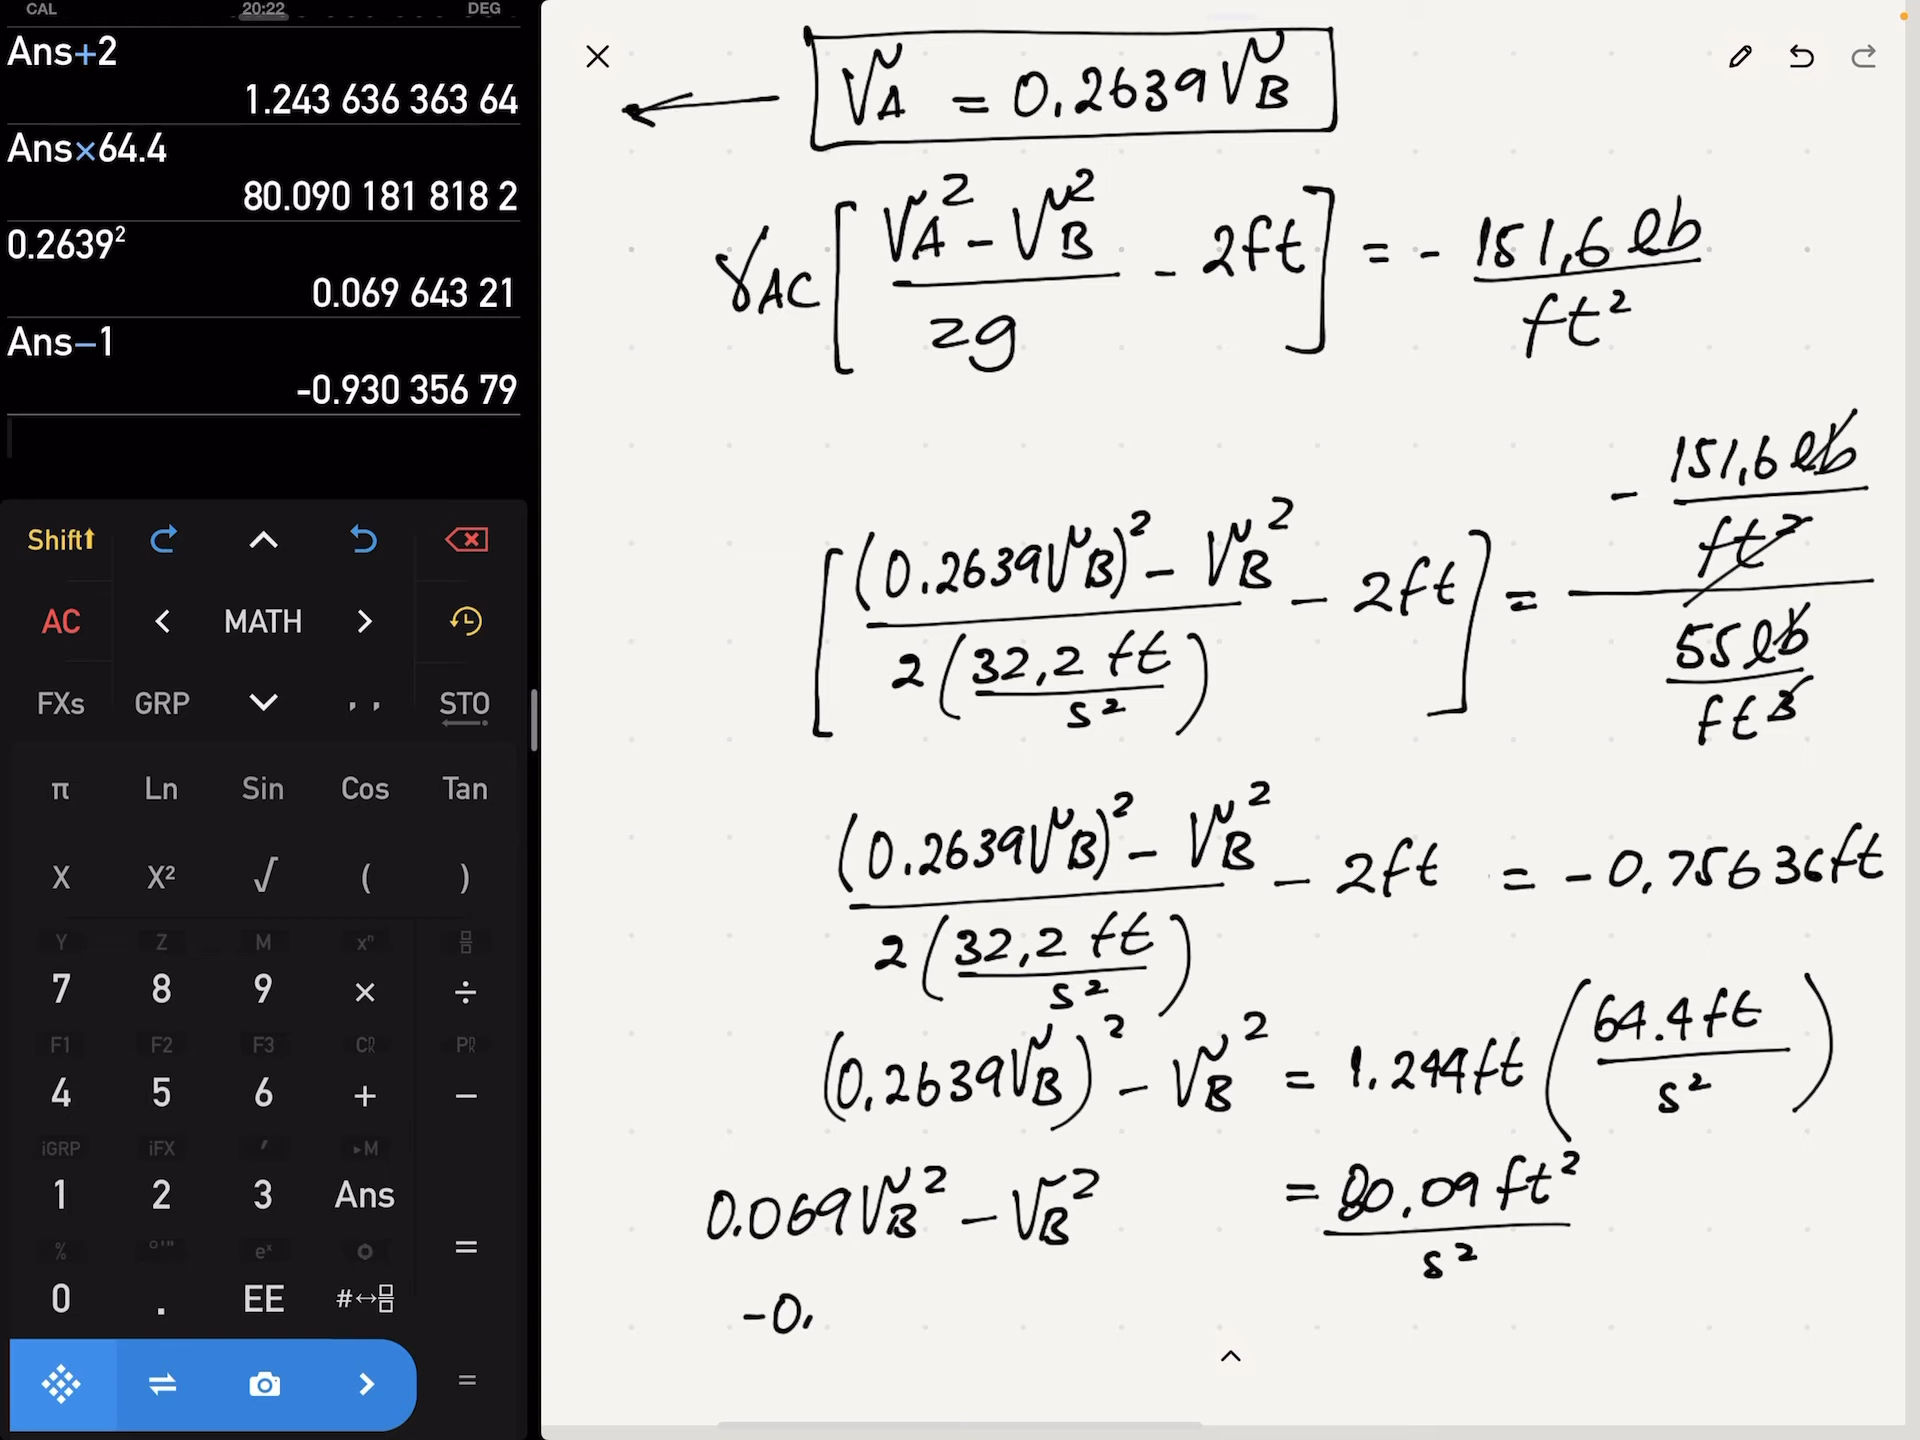 CAL 20:22 DEG
Ans+2
1.243 636 363 64
Ans×64.4
80.090 181 818 2
0.2639²
0.069 643 21
Ans−1
-0.930 356 79
Shift
AC < MATH >
FXs GRP , , STO
π Ln Sin Cos Tan
X X² √ ( )
Y Z M xⁿ
7 8 9 × ÷
F1 F2 F3 CR PR
4 5 6 + −
iGRP iFX ′ ▸M
1 2 3 Ans
% ○′″ eˣ
=
0 . EE #↔
=
← VA = 0.2639 VB
γAC [ (VA² − VB²) / 2g − 2ft ] = − 151,6 lb / ft²
[ ((0.2639VB)² − VB²) / 2(32,2 ft / s²) − 2ft ] = − (151,6 lb / ft²) / (55 lb / ft³)
((0.2639VB)² − VB²) / 2(32,2 ft / s²) − 2ft = − 0,75636ft
(0,2639VB)² − VB² = 1.244ft (64.4ft / s²)
0.069VB² − VB² = 80.09 ft² / s²
-0,